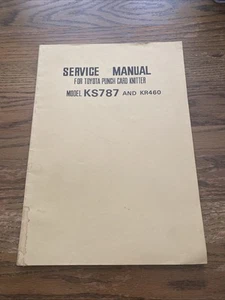 SERVICE MANUAL
FOR TOYOTA PUNCH CARD KNITTER
MODEL KS787 AND KR460